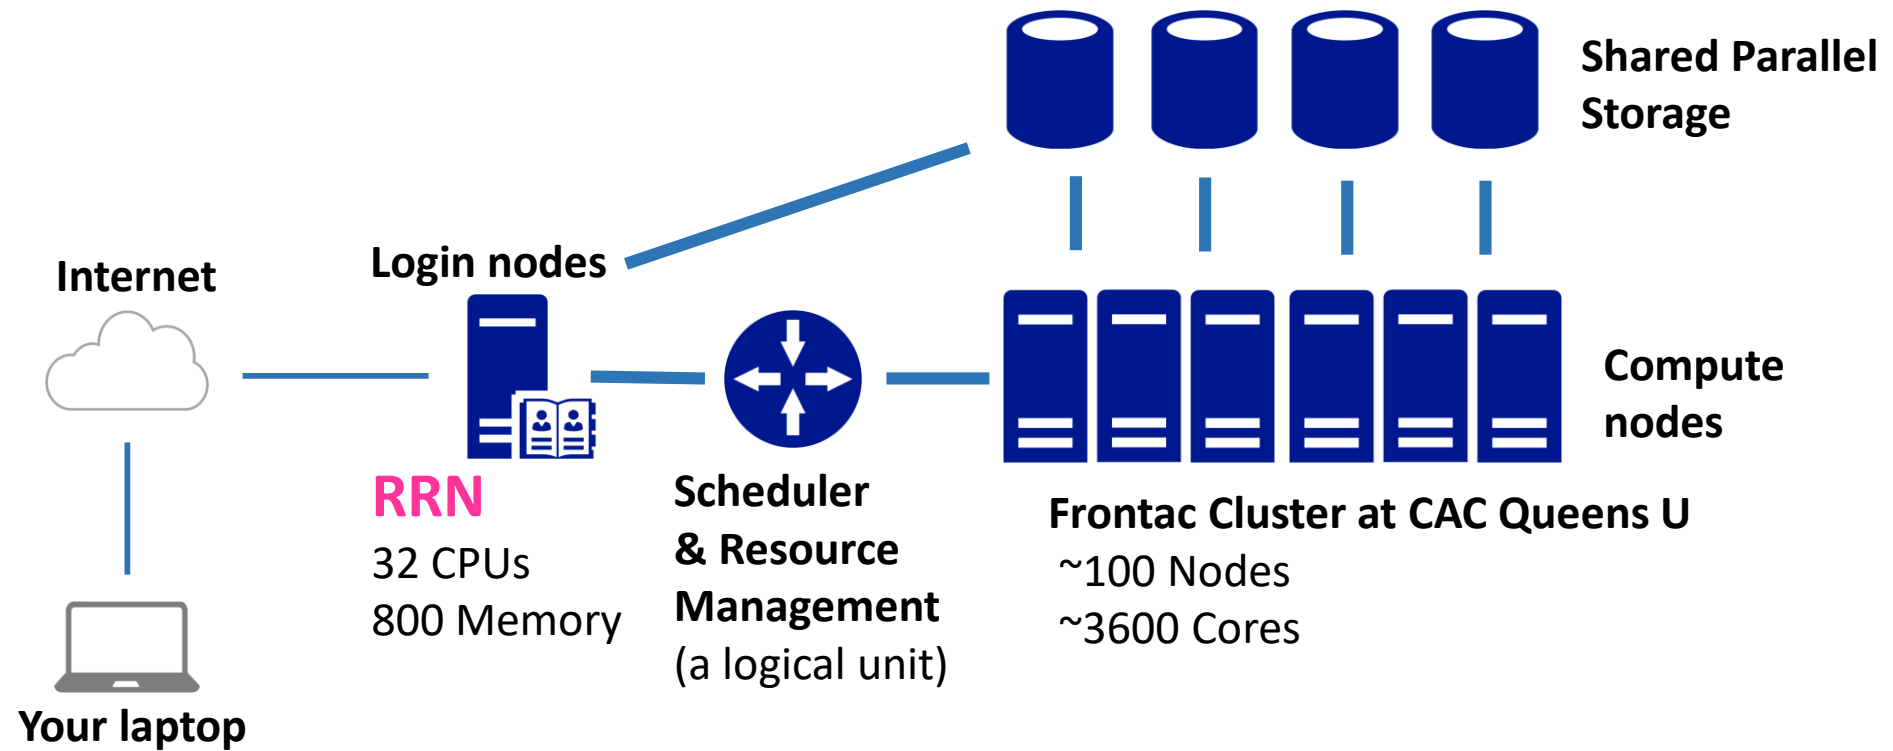 Shared Parallel
Storage
Internet
Login nodes
Compute
nodes
RRN
32 CPUs
800 Memory
Scheduler
& Resource
Management
(a logical unit)
Frontac Cluster at CAC Queens U
~100 Nodes
~3600 Cores
Your laptop